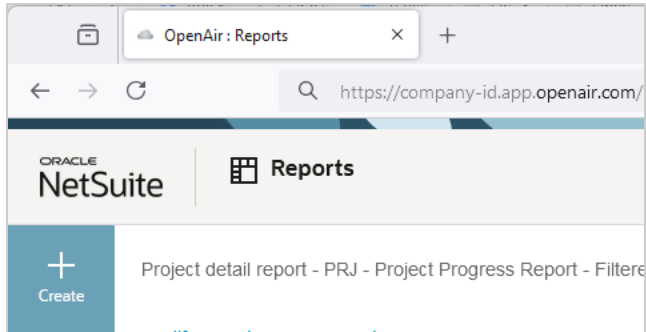 OpenAir : Reports
https://company-id.app.openair.com/
ORACLE
NetSuite
Reports
Create
Project detail report - PRJ - Project Progress Report - Filtere